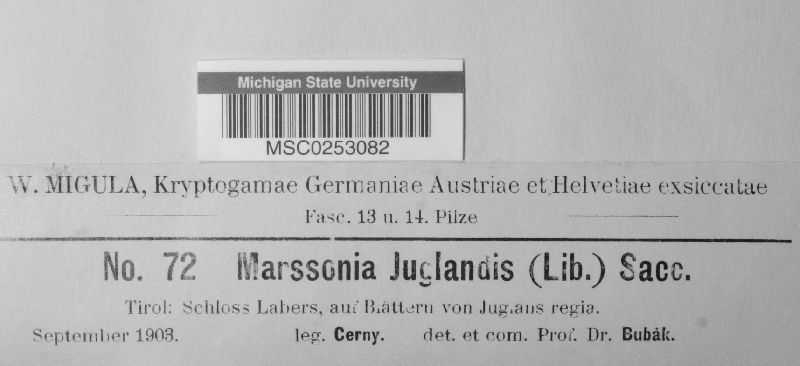 Michigan State University
MSC0253082
W. MIGULA, Kryptogamae Germaniae Austriae et Helvetiae exsiccatae
Fasc. 13 u. 14. Pilze
No. 72 Marssonia Juglandis (Lib.) Sacc.
Tirol: Schloss Labers, auf Blättern von Juglans regia.
September 1903. leg. Cerny. det. et com. Prof. Dr. Bubák.